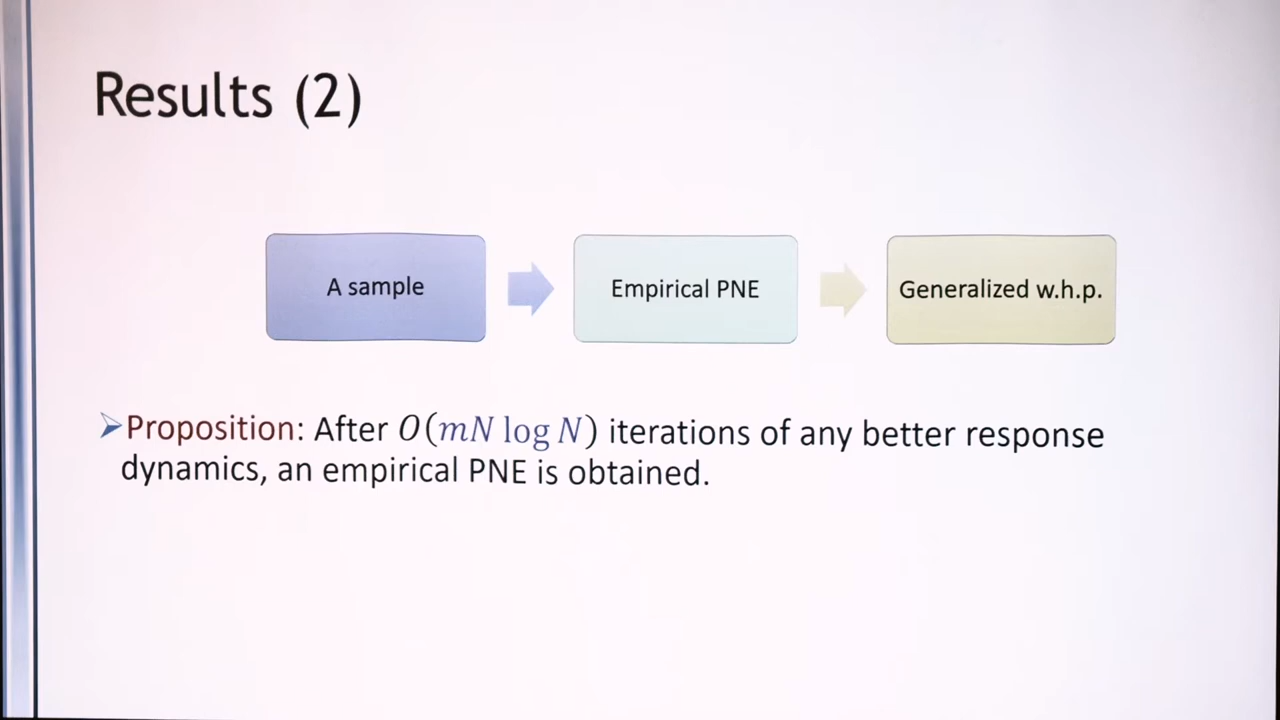 Results (2)
A sample
Empirical PNE
Generalized w.h.p.
➢Proposition: After O(mN log N) iterations of any better response
dynamics, an empirical PNE is obtained.